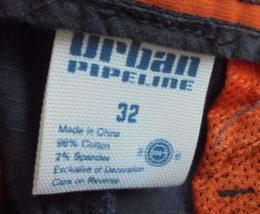 urban
PIPELINE
32
Made in China
98% Cotton
2% Spandex
Exclusive of Decoration
Care on Reverse